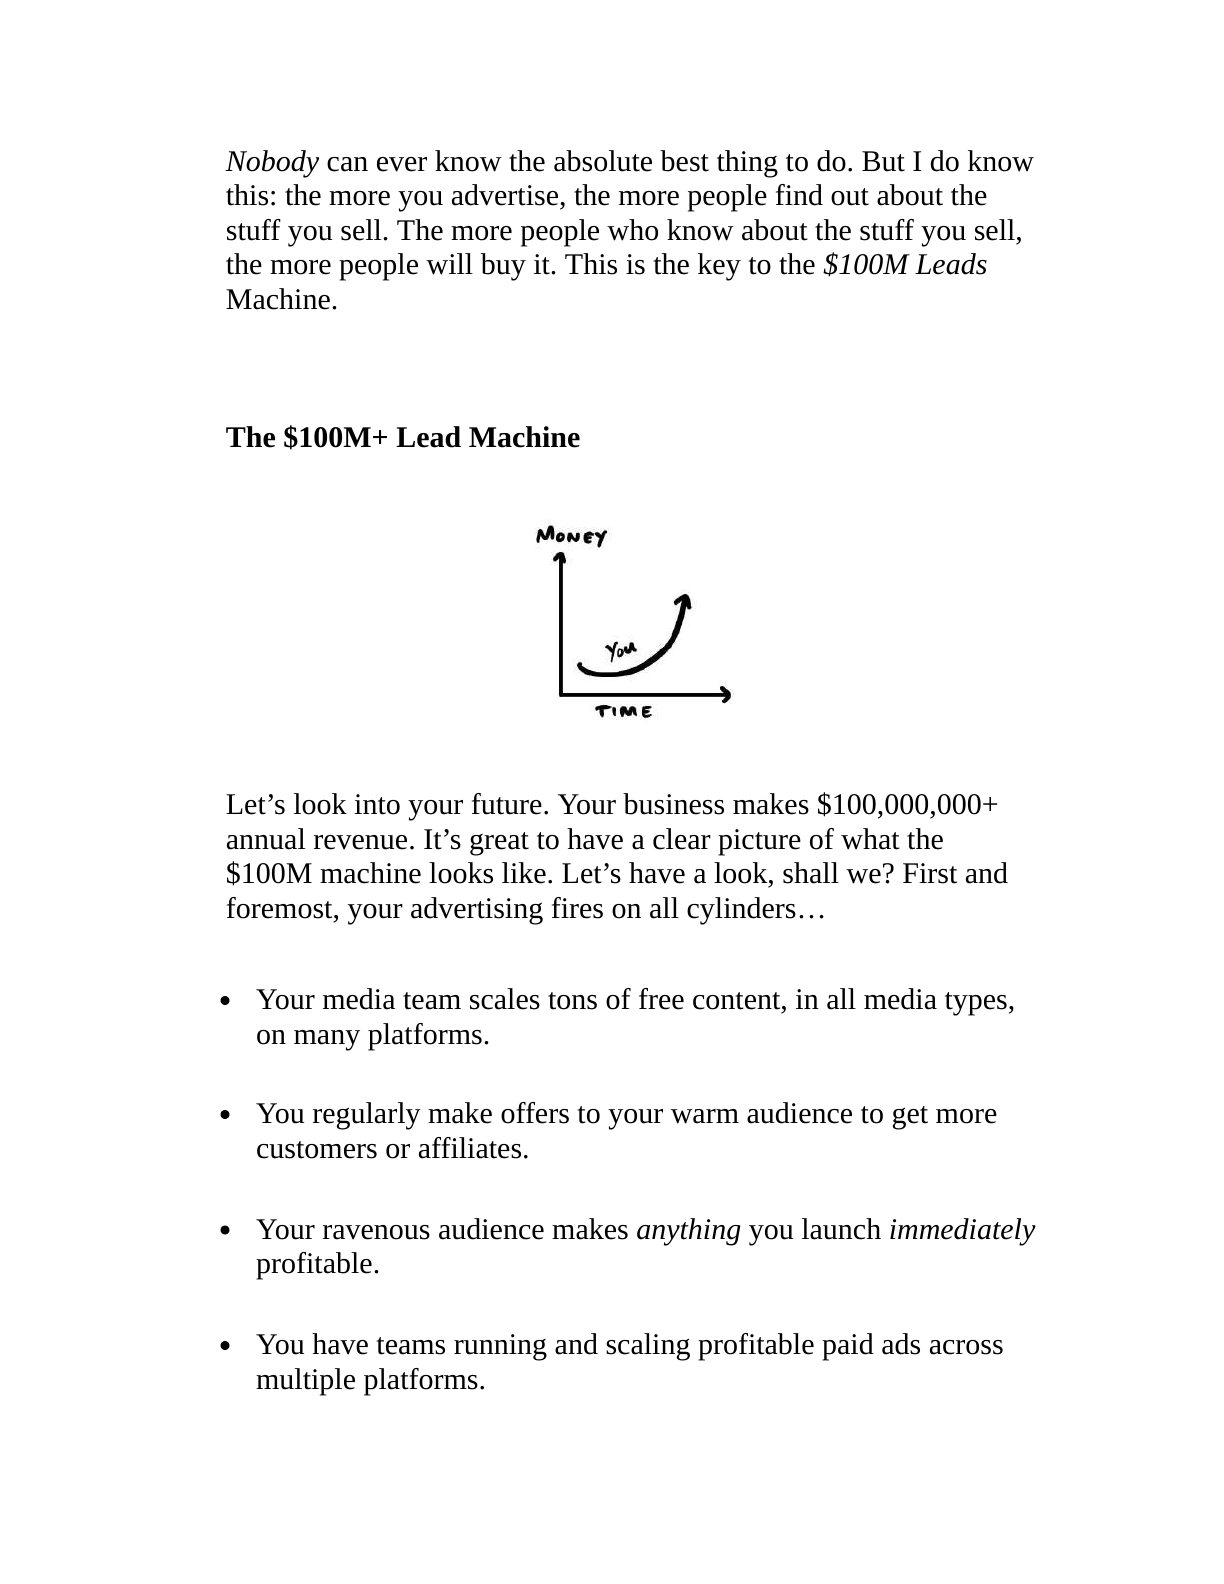 Nobody can ever know the absolute best thing to do. But I do know
this: the more you advertise, the more people find out about the
stuff you sell. The more people who know about the stuff you sell,
the more people will buy it. This is the key to the $100M Leads
Machine.
The $100M+ Lead Machine
MONEY
You
TIME
Let’s look into your future. Your business makes $100,000,000+
annual revenue. It’s great to have a clear picture of what the
$100M machine looks like. Let’s have a look, shall we? First and
foremost, your advertising fires on all cylinders…
• Your media team scales tons of free content, in all media types,
on many platforms.
• You regularly make offers to your warm audience to get more
customers or affiliates.
• Your ravenous audience makes anything you launch immediately
profitable.
• You have teams running and scaling profitable paid ads across
multiple platforms.